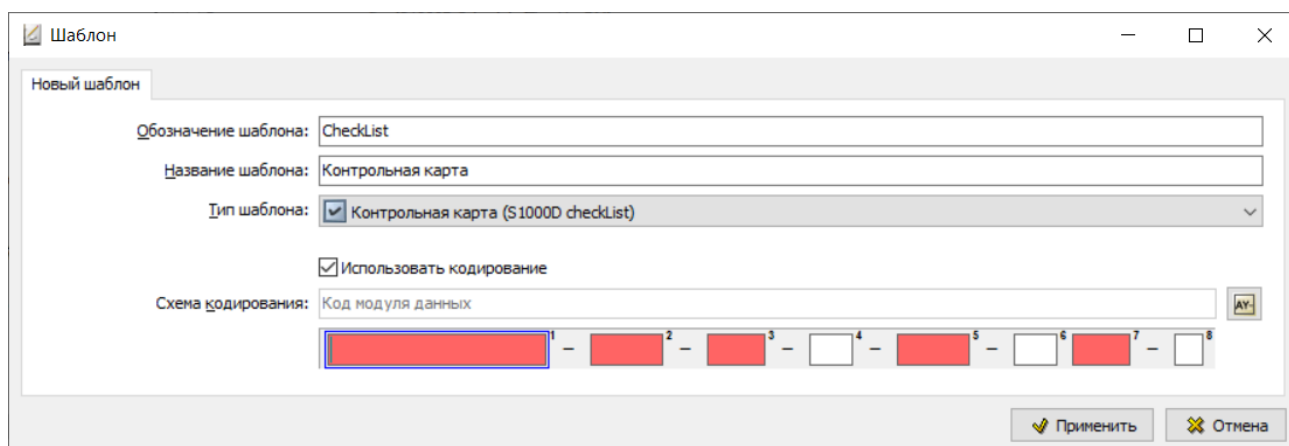 Шаблон
Новый шаблон
Обозначение шаблона: CheckList
Название шаблона: Контрольная карта
Тип шаблона: Контрольная карта (S1000D checkList)
Использовать кодирование
Схема кодирования: Код модуля данных AY-
1 – 2 – 3 – 4 – 5 – 6 7 – 8
Применить Отмена